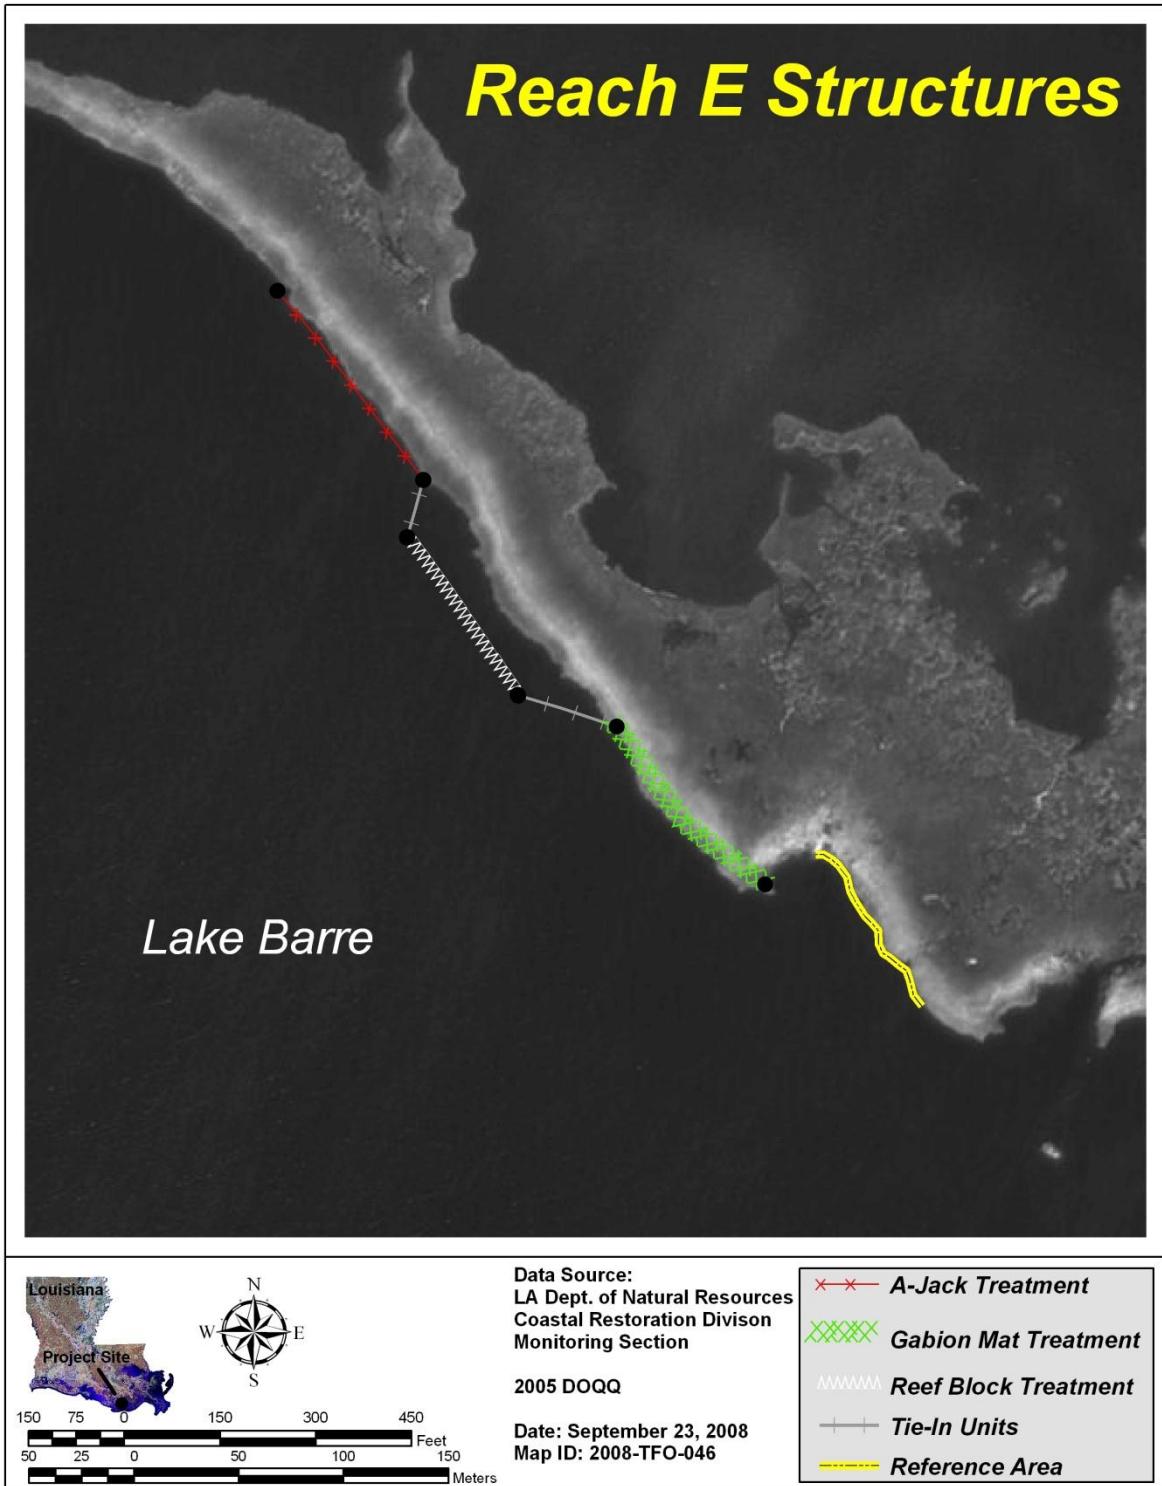 Reach E Structures
Lake Barre
Louisiana
Project Site
N
W E
S
150 75 0 150 300 450
Feet
50 25 0 50 100 150
Meters
Data Source:
LA Dept. of Natural Resources
Coastal Restoration Divison
Monitoring Section
2005 DOQQ
Date: September 23, 2008
Map ID: 2008-TFO-046
A-Jack Treatment
Gabion Mat Treatment
Reef Block Treatment
Tie-In Units
Reference Area